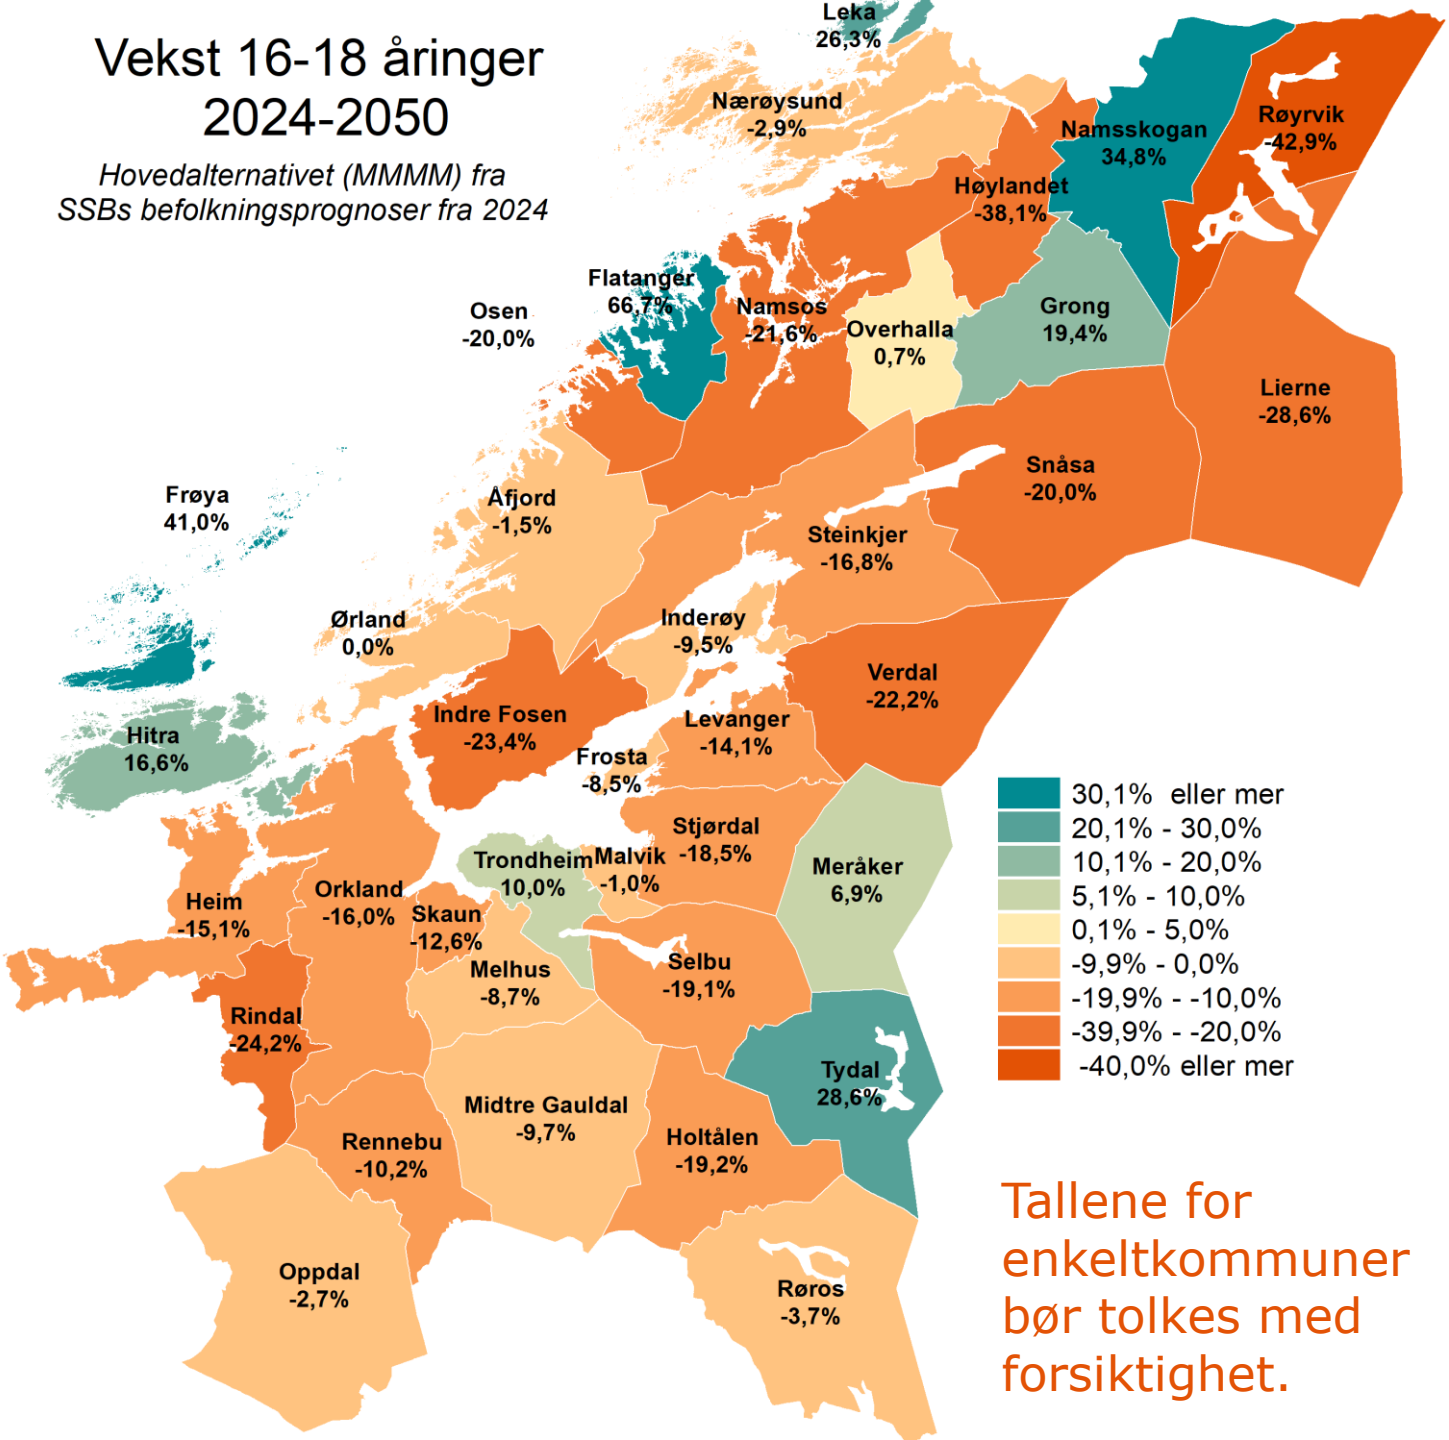 Vekst 16-18 åringer
2024-2050
Hovedalternativet (MMMM) fra
SSBs befolkningsprognoser fra 2024
Leka
26,3%
Nærøysund
-2,9%
Namsskogan
34,8%
Røyrvik
-42,9%
Høylandet
-38,1%
Flatanger
66,7%
Osen
-20,0%
Namsos
-21,6%
Overhalla
0,7%
Grong
19,4%
Lierne
-28,6%
Snåsa
-20,0%
Frøya
41,0%
Åfjord
-1,5%
Steinkjer
-16,8%
Ørland
0,0%
Inderøy
-9,5%
Verdal
-22,2%
Indre Fosen
-23,4%
Levanger
-14,1%
Hitra
16,6%
Frosta
-8,5%
Stjørdal
-18,5%
Trondheim
10,0%
Malvik
-1,0%
Meråker
6,9%
Heim
-15,1%
Orkland
-16,0%
Skaun
-12,6%
Melhus
-8,7%
Selbu
-19,1%
Rindal
-24,2%
Tydal
28,6%
Midtre Gauldal
-9,7%
Rennebu
-10,2%
Holtålen
-19,2%
Oppdal
-2,7%
Røros
-3,7%
30,1% eller mer
20,1% - 30,0%
10,1% - 20,0%
5,1% - 10,0%
0,1% - 5,0%
-9,9% - 0,0%
-19,9% - -10,0%
-39,9% - -20,0%
-40,0% eller mer
Tallene for
enkeltkommuner
bør tolkes med
forsiktighet.